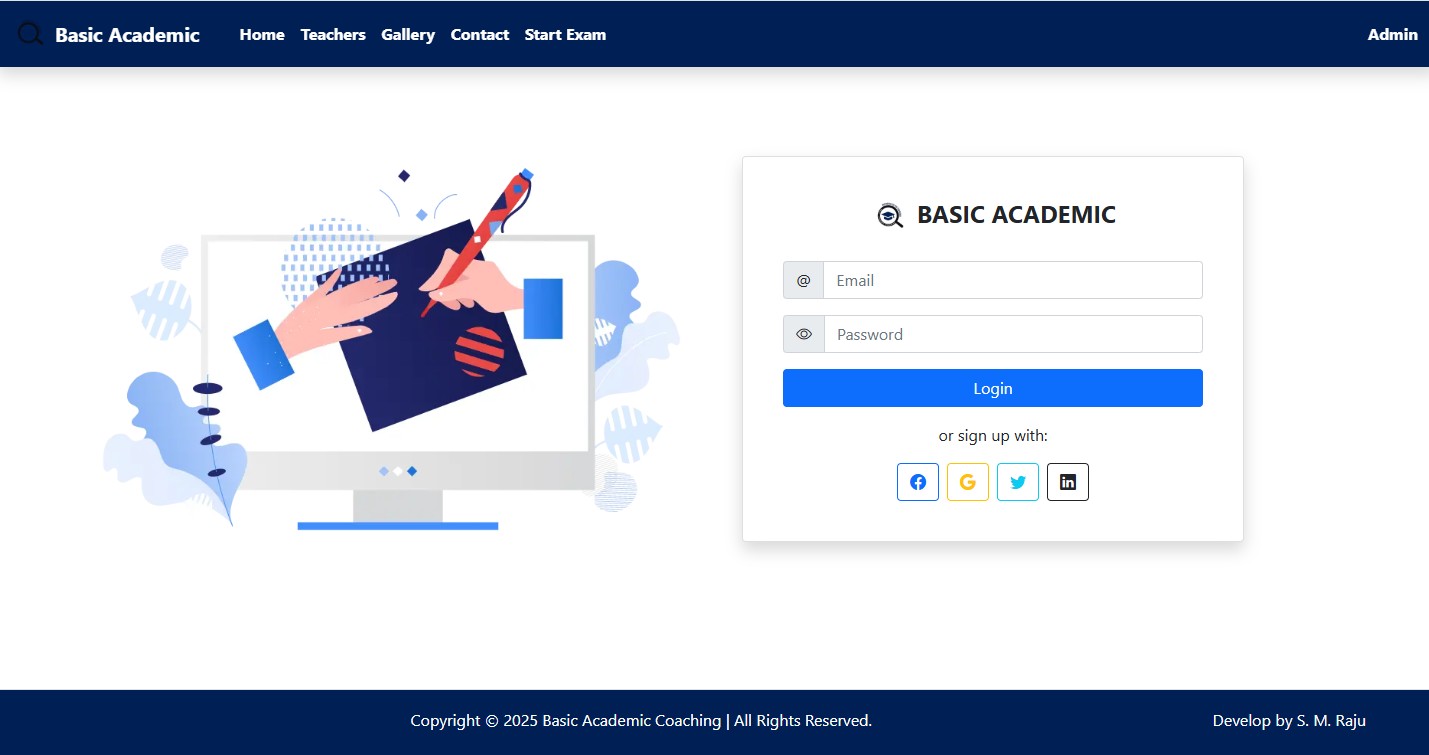 Basic Academic Home Teachers Gallery Contact Start Exam Admin
BASIC ACADEMIC
@ Email
Password
Login
or sign up with:
Copyright © 2025 Basic Academic Coaching | All Rights Reserved. Develop by S. M. Raju